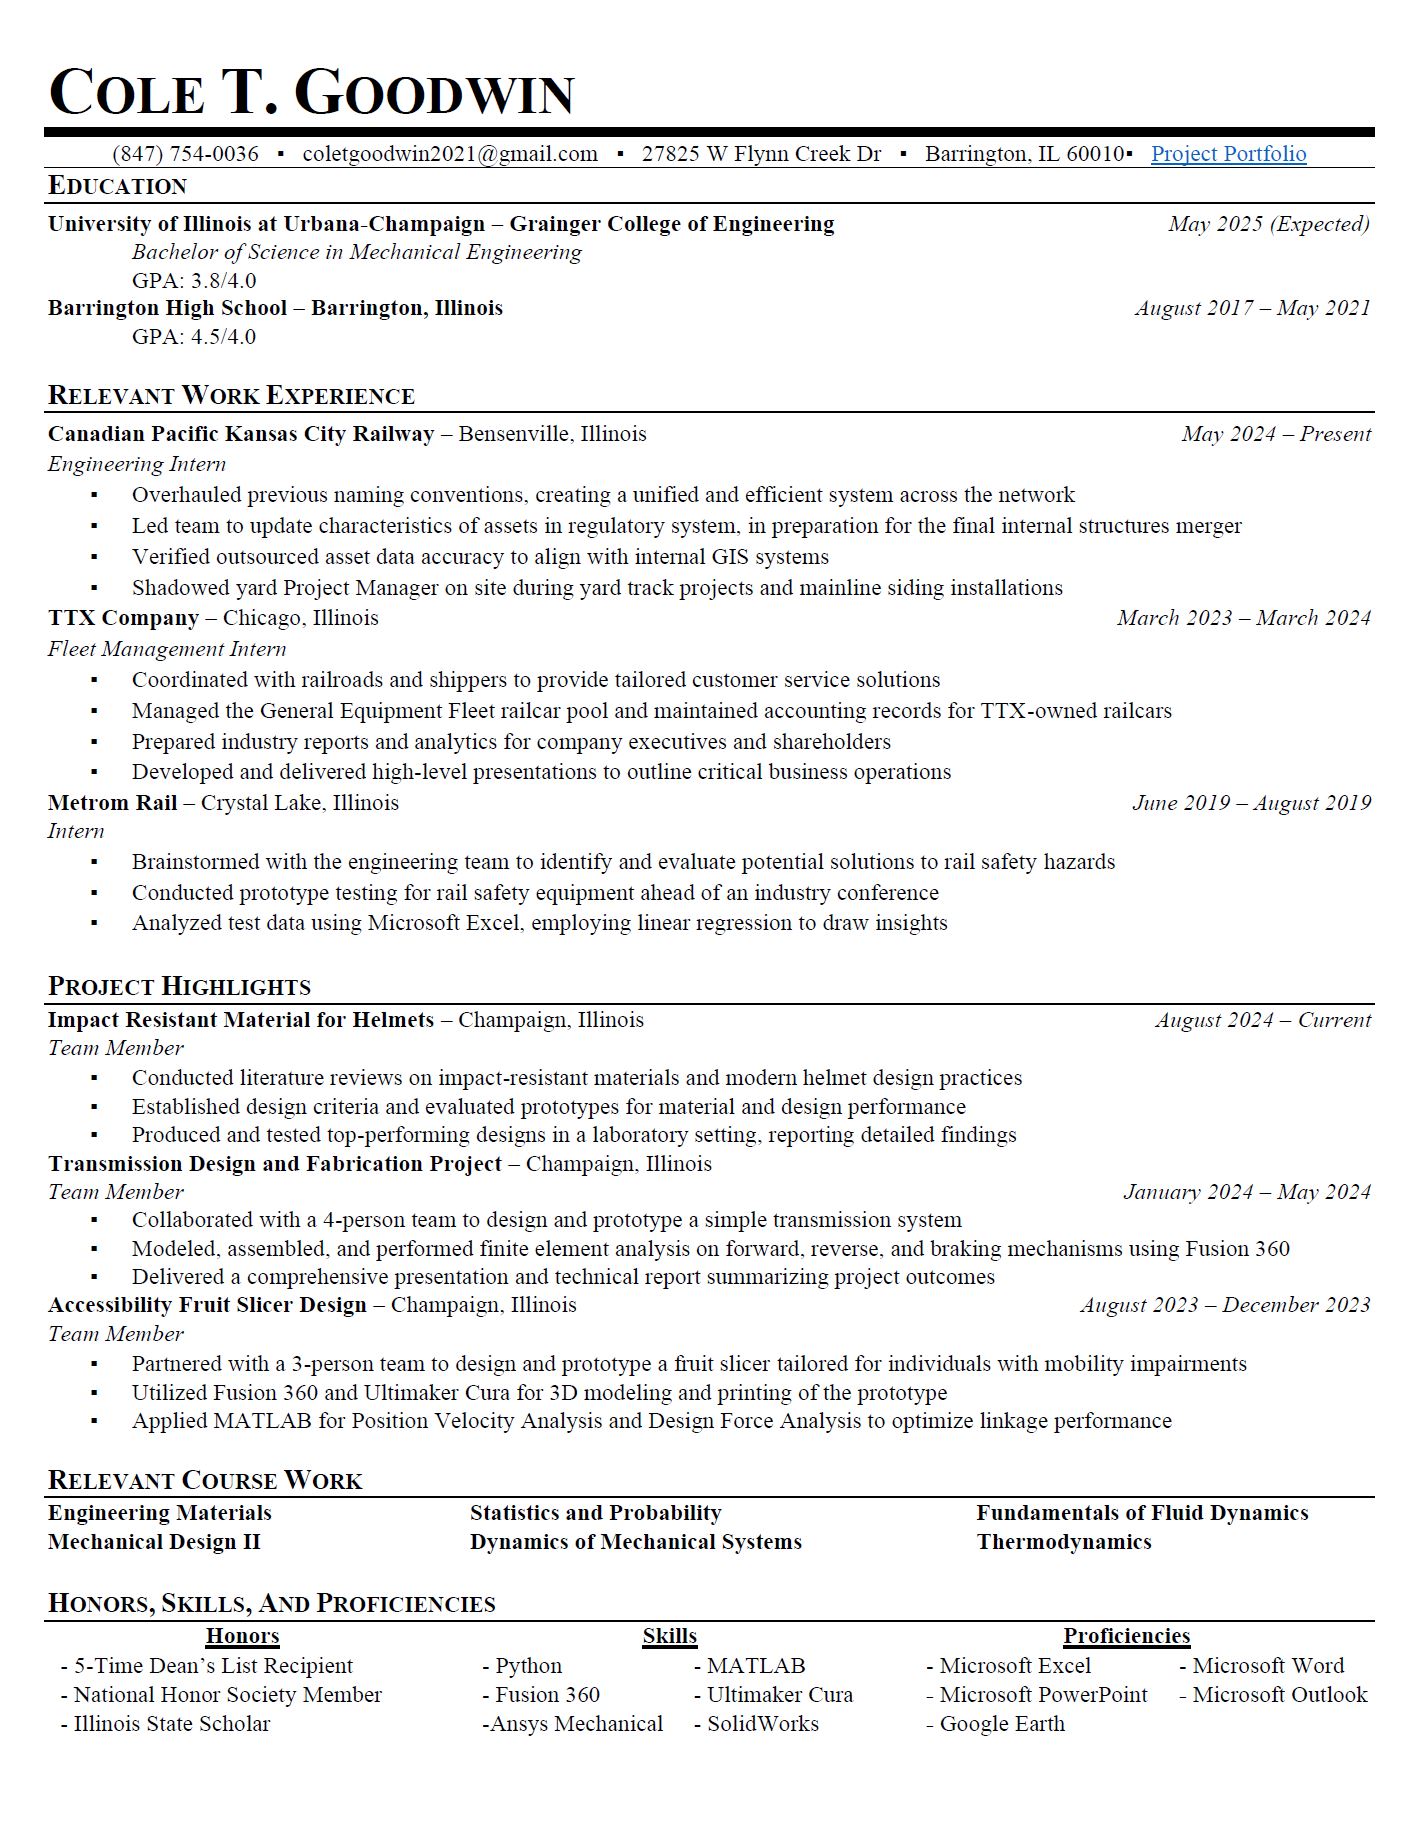 COLE T. GOODWIN
(847) 754-0036 ▪ coletgoodwin2021@gmail.com ▪ 27825 W Flynn Creek Dr ▪ Barrington, IL 60010▪ Project Portfolio
EDUCATION
University of Illinois at Urbana-Champaign – Grainger College of Engineering May 2025 (Expected)
Bachelor of Science in Mechanical Engineering
GPA: 3.8/4.0
Barrington High School – Barrington, Illinois August 2017 – May 2021
GPA: 4.5/4.0
RELEVANT WORK EXPERIENCE
Canadian Pacific Kansas City Railway – Bensenville, Illinois May 2024 – Present
Engineering Intern
▪ Overhauled previous naming conventions, creating a unified and efficient system across the network
▪ Led team to update characteristics of assets in regulatory system, in preparation for the final internal structures merger
▪ Verified outsourced asset data accuracy to align with internal GIS systems
▪ Shadowed yard Project Manager on site during yard track projects and mainline siding installations
TTX Company – Chicago, Illinois March 2023 – March 2024
Fleet Management Intern
▪ Coordinated with railroads and shippers to provide tailored customer service solutions
▪ Managed the General Equipment Fleet railcar pool and maintained accounting records for TTX-owned railcars
▪ Prepared industry reports and analytics for company executives and shareholders
▪ Developed and delivered high-level presentations to outline critical business operations
Metrom Rail – Crystal Lake, Illinois June 2019 – August 2019
Intern
▪ Brainstormed with the engineering team to identify and evaluate potential solutions to rail safety hazards
▪ Conducted prototype testing for rail safety equipment ahead of an industry conference
▪ Analyzed test data using Microsoft Excel, employing linear regression to draw insights
PROJECT HIGHLIGHTS
Impact Resistant Material for Helmets – Champaign, Illinois August 2024 – Current
Team Member
▪ Conducted literature reviews on impact-resistant materials and modern helmet design practices
▪ Established design criteria and evaluated prototypes for material and design performance
▪ Produced and tested top-performing designs in a laboratory setting, reporting detailed findings
Transmission Design and Fabrication Project – Champaign, Illinois
Team Member January 2024 – May 2024
▪ Collaborated with a 4-person team to design and prototype a simple transmission system
▪ Modeled, assembled, and performed finite element analysis on forward, reverse, and braking mechanisms using Fusion 360
▪ Delivered a comprehensive presentation and technical report summarizing project outcomes
Accessibility Fruit Slicer Design – Champaign, Illinois August 2023 – December 2023
Team Member
▪ Partnered with a 3-person team to design and prototype a fruit slicer tailored for individuals with mobility impairments
▪ Utilized Fusion 360 and Ultimaker Cura for 3D modeling and printing of the prototype
▪ Applied MATLAB for Position Velocity Analysis and Design Force Analysis to optimize linkage performance
RELEVANT COURSE WORK
Engineering Materials Statistics and Probability Fundamentals of Fluid Dynamics
Mechanical Design II Dynamics of Mechanical Systems Thermodynamics
HONORS, SKILLS, AND PROFICIENCIES
Honors Skills Proficiencies
- 5-Time Dean's List Recipient - Python - MATLAB - Microsoft Excel - Microsoft Word
- National Honor Society Member - Fusion 360 - Ultimaker Cura - Microsoft PowerPoint - Microsoft Outlook
- Illinois State Scholar -Ansys Mechanical - SolidWorks - Google Earth